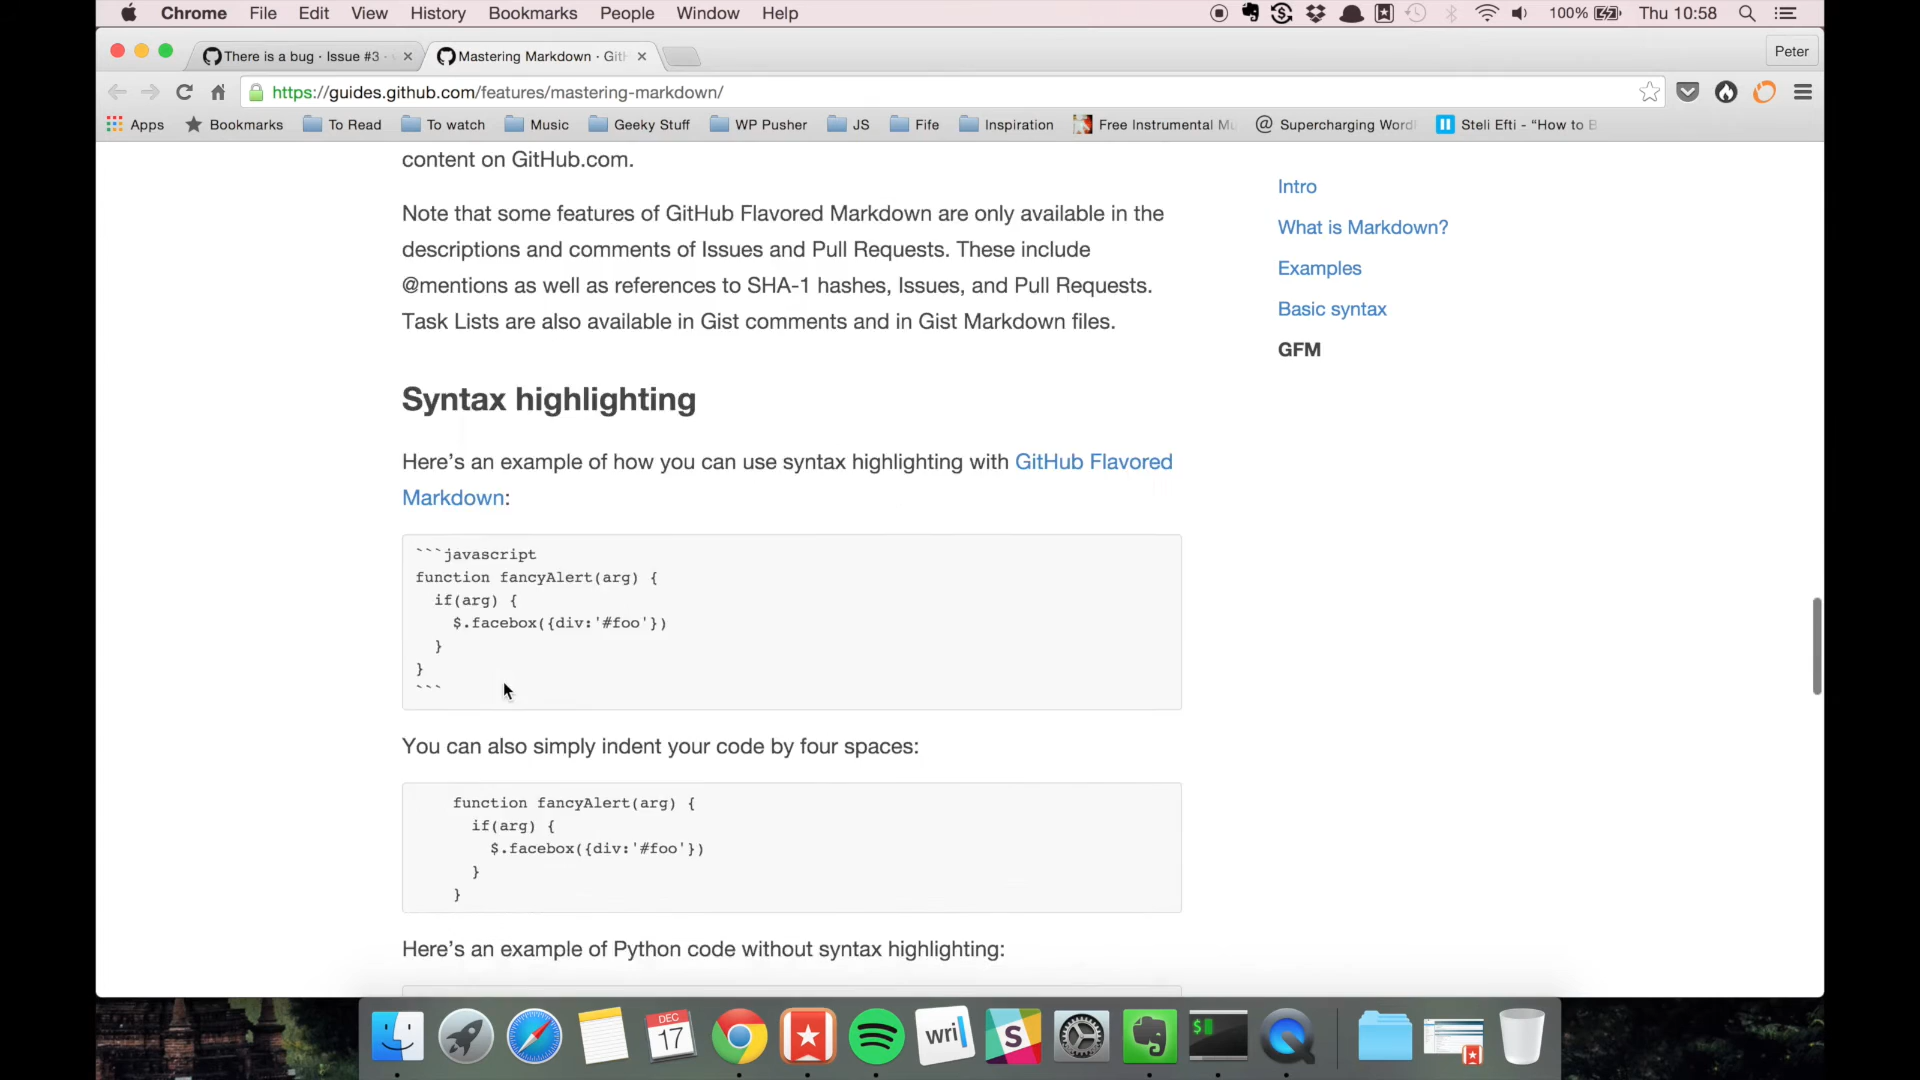 Chrome File Edit View History Bookmarks People Window Help 100% Thu 10:58
There is a bug · Issue #3 ·
Mastering Markdown · Git
Peter
https://guides.github.com/features/mastering-markdown/
Apps Bookmarks To Read To watch Music Geeky Stuff WP Pusher JS Fife Inspiration Free Instrumental Mu @ Supercharging Word Steli Efti - “How to B
content on GitHub.com.
Note that some features of GitHub Flavored Markdown are only available in the
descriptions and comments of Issues and Pull Requests. These include
@mentions as well as references to SHA-1 hashes, Issues, and Pull Requests.
Task Lists are also available in Gist comments and in Gist Markdown files.
Syntax highlighting
Here’s an example of how you can use syntax highlighting with GitHub Flavored
Markdown:
```javascript
function fancyAlert(arg) {
  if(arg) {
    $.facebox({div:'#foo'})
  }
}
```
You can also simply indent your code by four spaces:
    function fancyAlert(arg) {
      if(arg) {
        $.facebox({div:'#foo'})
      }
    }
Here’s an example of Python code without syntax highlighting:
Intro
What is Markdown?
Examples
Basic syntax
GFM
DEC
17
wri
S
$